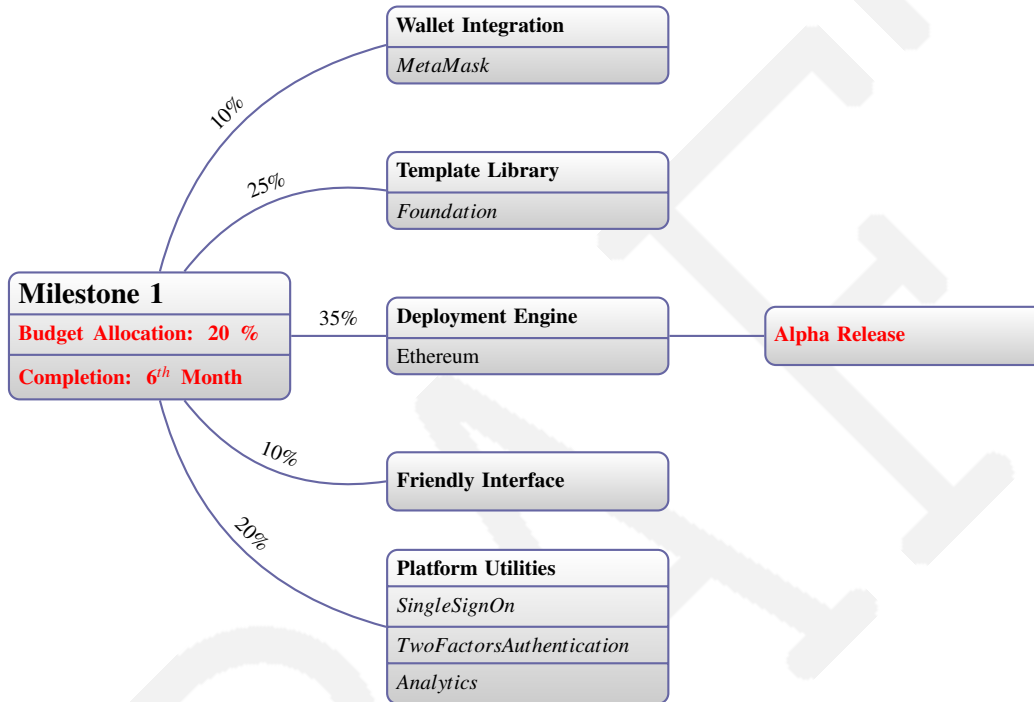 Wallet Integration
MetaMask
10%
Template Library
25%
Foundation
Milestone 1
Budget Allocation: 20 %
Completion: 6th Month
35%
Deployment Engine
Ethereum
Alpha Release
10%
Friendly Interface
20%
Platform Utilities
SingleSignOn
TwoFactorsAuthentication
Analytics